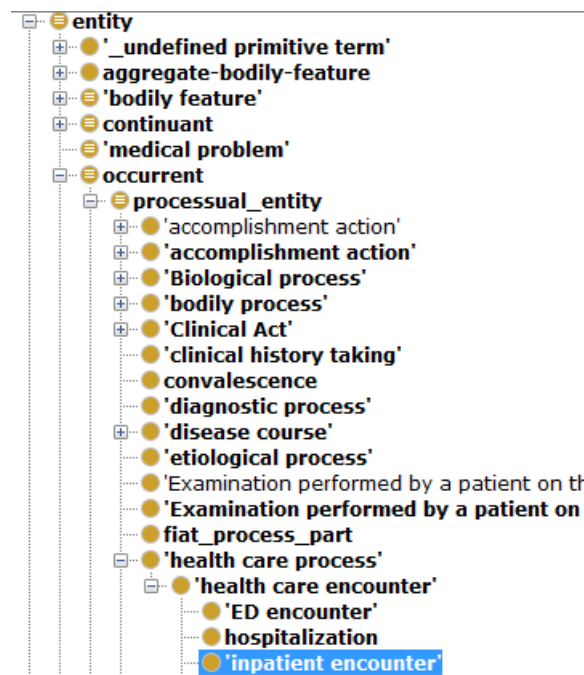 entity
'_undefined primitive term'
aggregate-bodily-feature
'bodily feature'
continuant
'medical problem'
occurrent
processual_entity
'accomplishment action'
'accomplishment action'
'Biological process'
'bodily process'
'Clinical Act'
'clinical history taking'
convalescence
'diagnostic process'
'disease course'
'etiological process'
'Examination performed by a patient on th
'Examination performed by a patient on
fiat_process_part
'health care process'
'health care encounter'
'ED encounter'
hospitalization
'inpatient encounter'